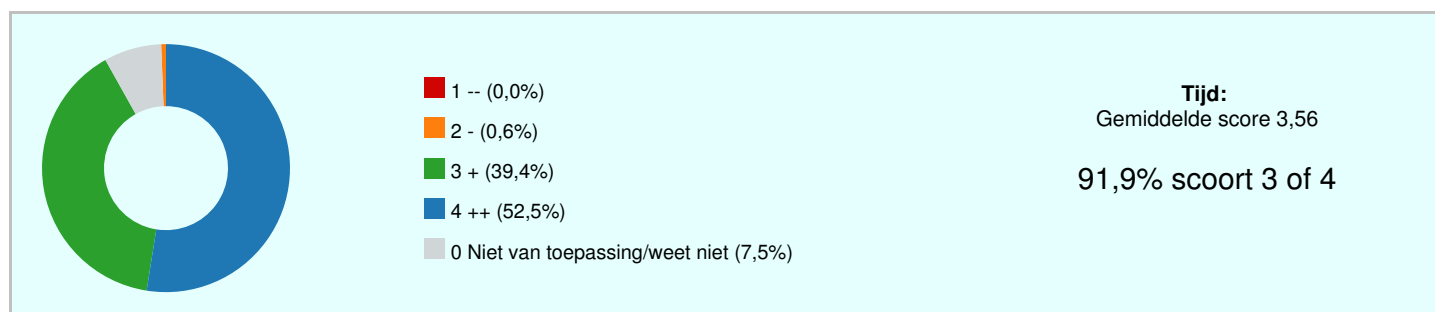 1 -- (0,0%)
2 - (0,6%)
3 + (39,4%)
4 ++ (52,5%)
0 Niet van toepassing/weet niet (7,5%)
Tijd:
Gemiddelde score 3,56
91,9% scoort 3 of 4